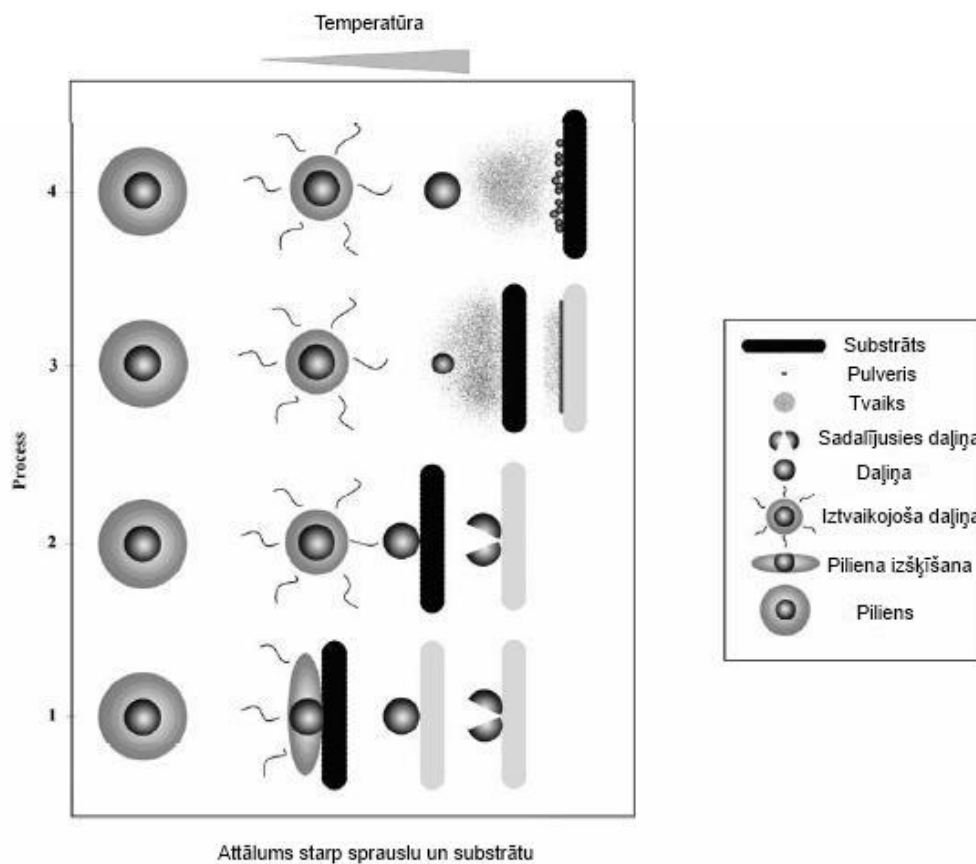 Temperatūra
4
3
2
1
Process
Attālums starp sprauslu un substrātu
Substrāts
Pulveris
Tvaiks
Sadalījusies daļiņa
Daļiņa
Iztvaikojoša daļiņa
Piliena izšķīšana
Piliens